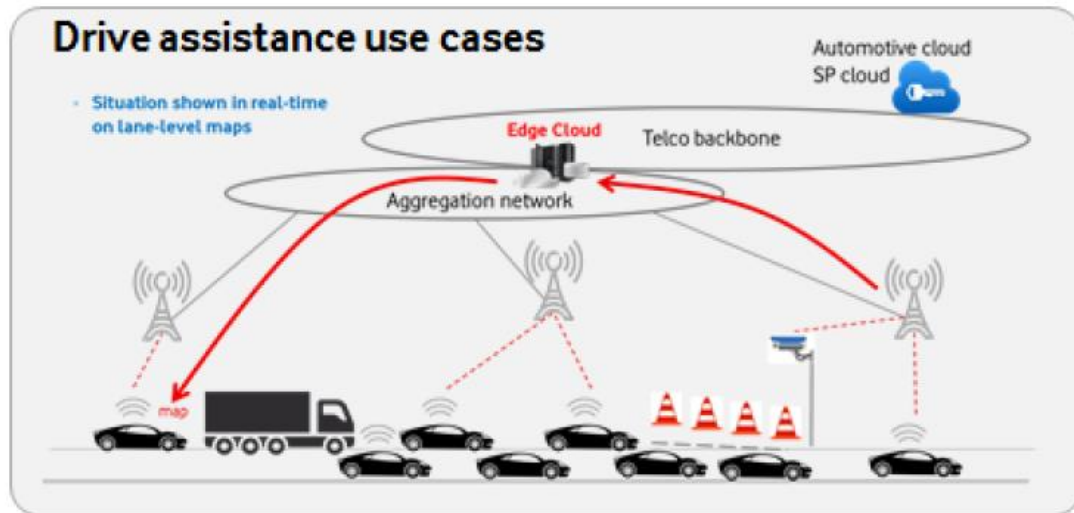 Drive assistance use cases
- Situation shown in real-time
on lane-level maps
Automotive cloud
SP cloud
Edge Cloud
Telco backbone
Aggregation network
map